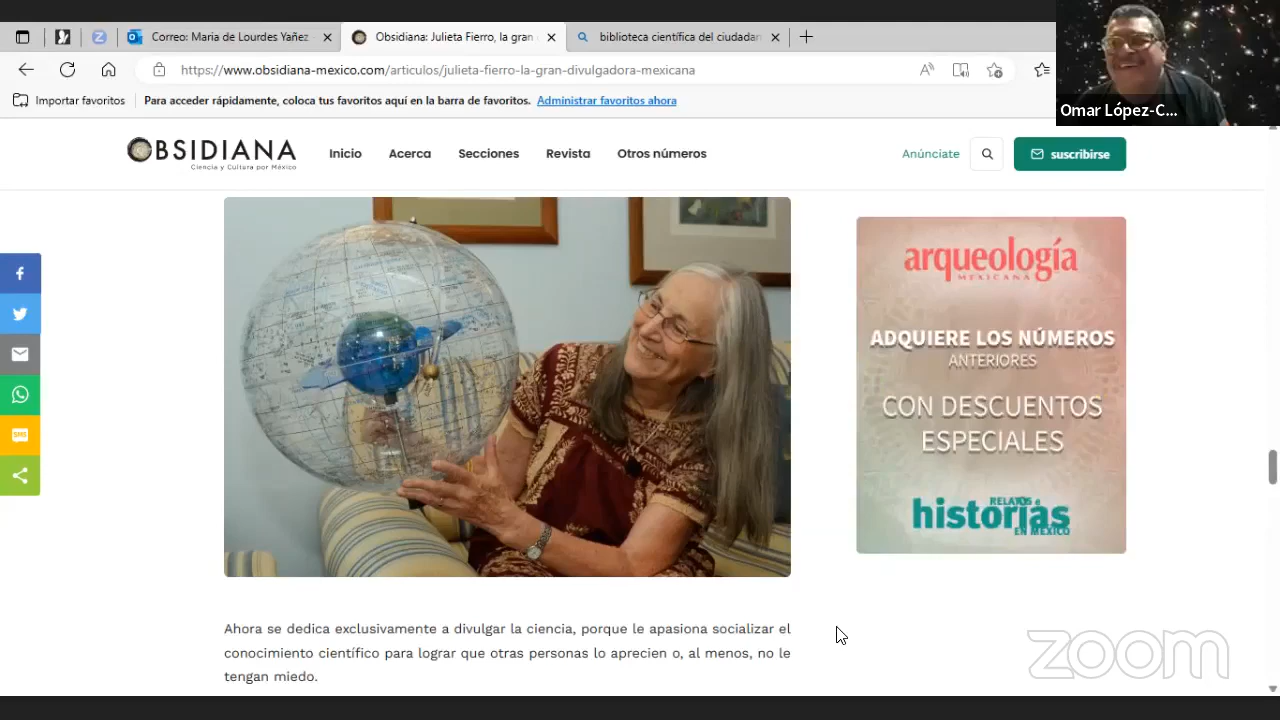 Correo: Maria de Lourdes Yañez
Obsidiana: Julieta Fierro, la gran
biblioteca científica del ciudadan
https://www.obsidiana-mexico.com/articulos/julieta-fierro-la-gran-divulgadora-mexicana
Importar favoritos
Para acceder rápidamente, coloca tus favoritos aquí en la barra de favoritos. Administrar favoritos ahora
Omar López-C...
OBSIDIANA
Ciencia y Cultura por México
Inicio Acerca Secciones Revista Otros números
Anúnciate
suscribirse
arqueología
MEXICANA
ADQUIERE LOS NÚMEROS
ANTERIORES
CON DESCUENTOS
ESPECIALES
RELATOS e
historias
EN MÉXICO
SMS
Ahora se dedica exclusivamente a divulgar la ciencia, porque le apasiona socializar el
conocimiento científico para lograr que otras personas lo aprecien o, al menos, no le
tengan miedo.
zoom